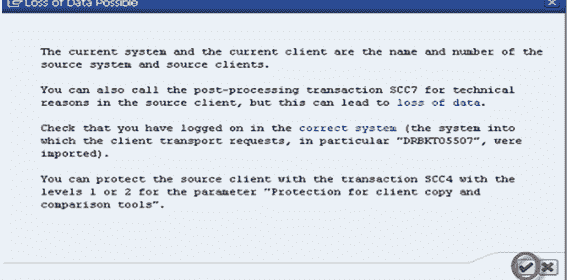 Loss of Data Possible
The current system and the current client are the name and number of the
source system and source clients.
You can also call the post-processing transaction SCC7 for technical
reasons in the source client, but this can lead to loss of data.
Check that you have logged on in the correct system (the system into
which the client transport requests, in particular "DRBKT05507", were
imported).
You can protect the source client with the transaction SCC4 with the
levels 1 or 2 for the parameter "Protection for client copy and
comparison tools".